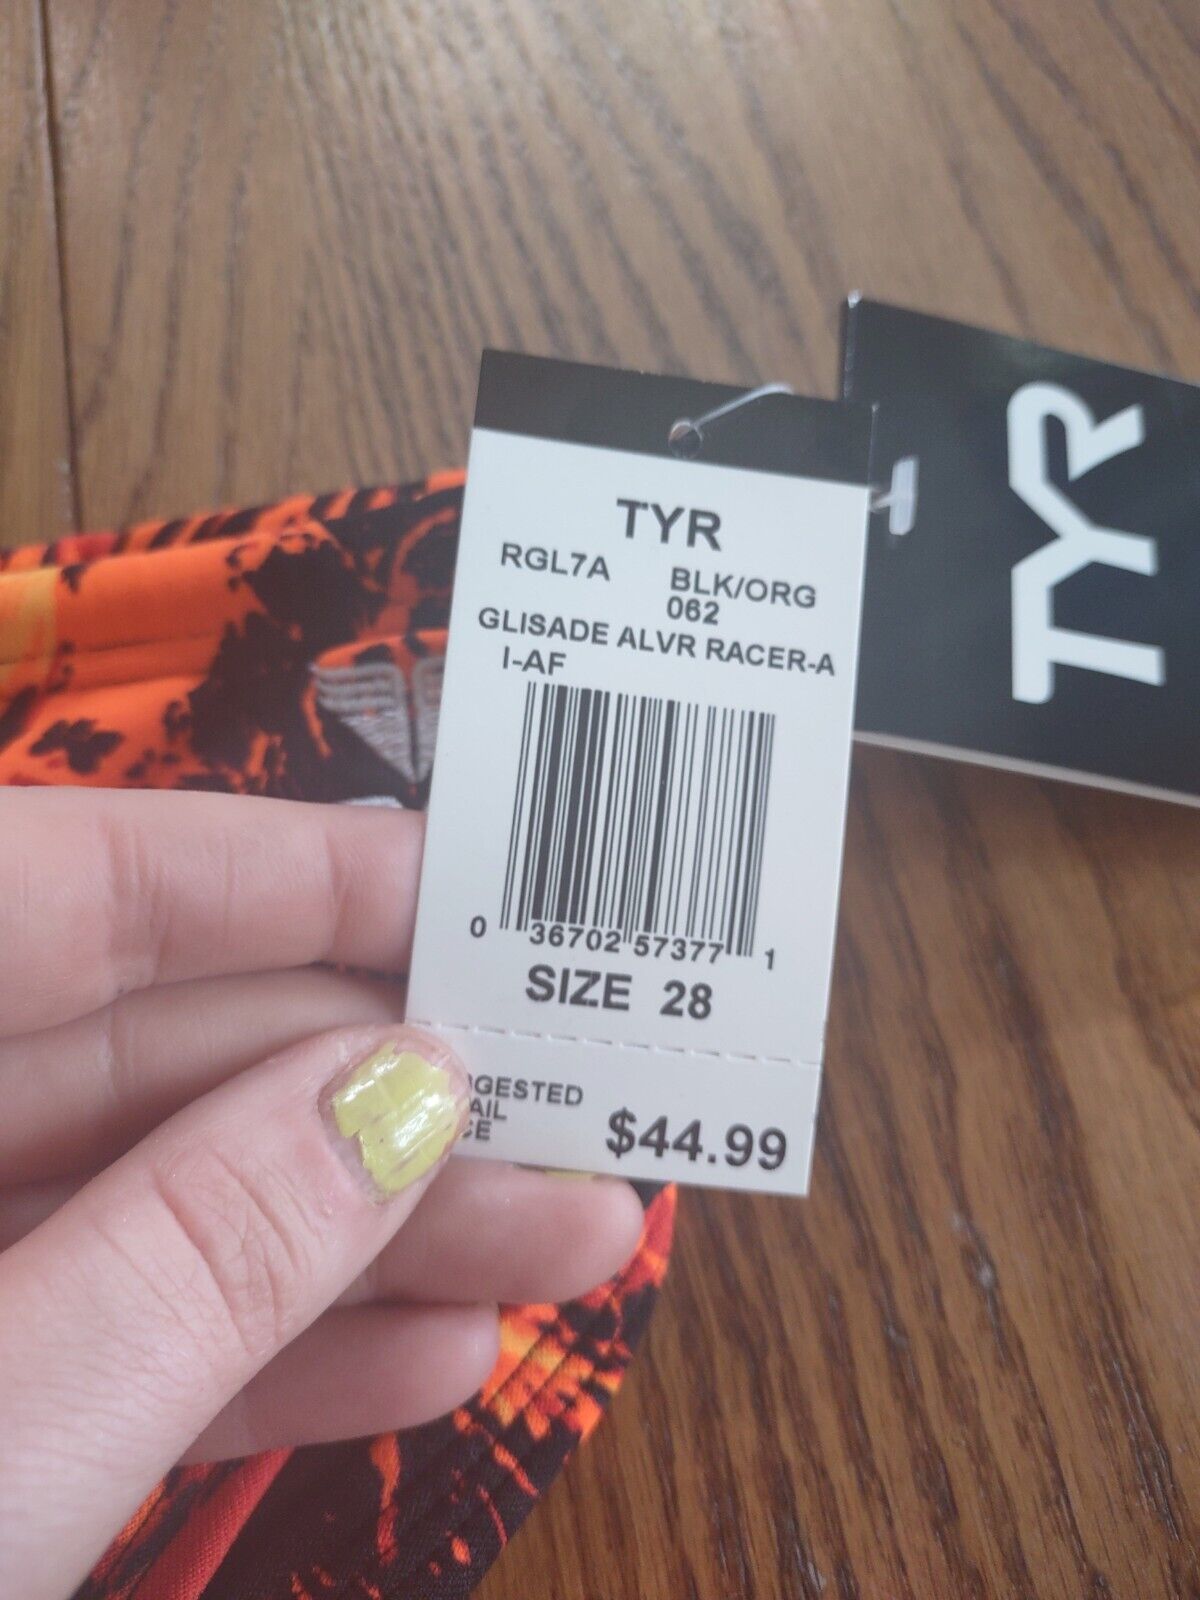 TYR
RGL7A BLK/ORG
062
GLISADE ALVR RACER-A
I-AF
0 36702 57377 1
SIZE 28
GESTED
AIL
CE
$44.99
TYR